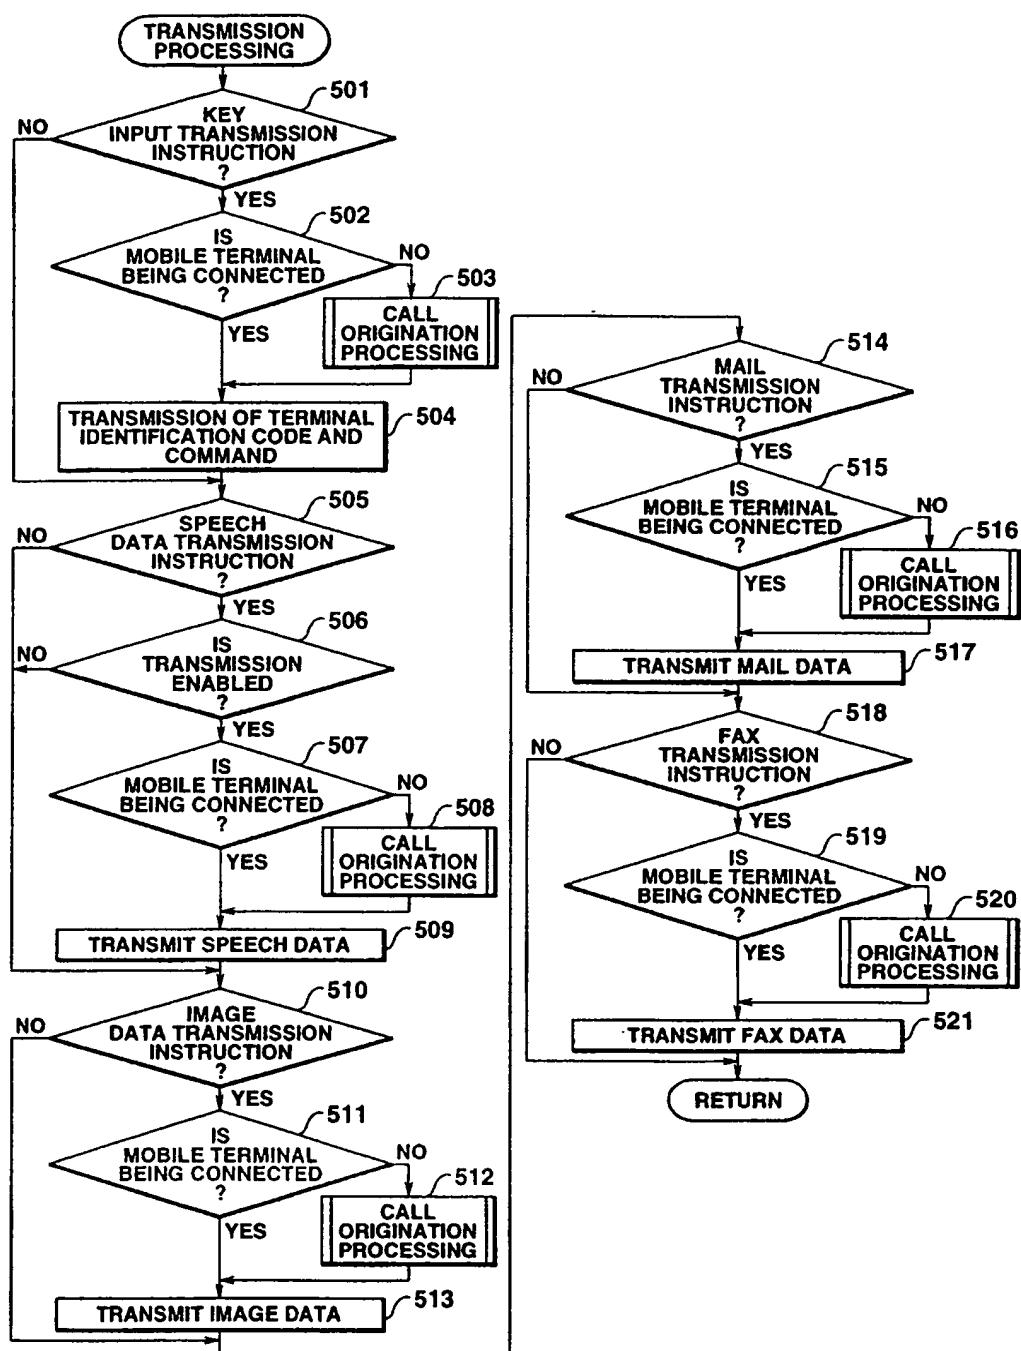 TRANSMISSION
PROCESSING
501
KEY
INPUT TRANSMISSION
INSTRUCTION
?
NO
YES
502
IS
MOBILE TERMINAL
BEING CONNECTED
?
NO
YES
503
CALL
ORIGINATION
PROCESSING
504
TRANSMISSION OF TERMINAL
IDENTIFICATION CODE AND
COMMAND
505
SPEECH
DATA TRANSMISSION
INSTRUCTION
?
NO
YES
506
IS
TRANSMISSION
ENABLED
?
NO
YES
507
IS
MOBILE TERMINAL
BEING CONNECTED
?
NO
YES
508
CALL
ORIGINATION
PROCESSING
TRANSMIT SPEECH DATA
509
510
IMAGE
DATA TRANSMISSION
INSTRUCTION
?
NO
YES
511
IS
MOBILE TERMINAL
BEING CONNECTED
?
NO
YES
512
CALL
ORIGINATION
PROCESSING
TRANSMIT IMAGE DATA
513
514
MAIL
TRANSMISSION
INSTRUCTION
?
NO
YES
515
IS
MOBILE TERMINAL
BEING CONNECTED
?
NO
YES
516
CALL
ORIGINATION
PROCESSING
TRANSMIT MAIL DATA
517
518
FAX
TRANSMISSION
INSTRUCTION
?
NO
YES
519
IS
MOBILE TERMINAL
BEING CONNECTED
?
NO
YES
520
CALL
ORIGINATION
PROCESSING
TRANSMIT FAX DATA
521
RETURN